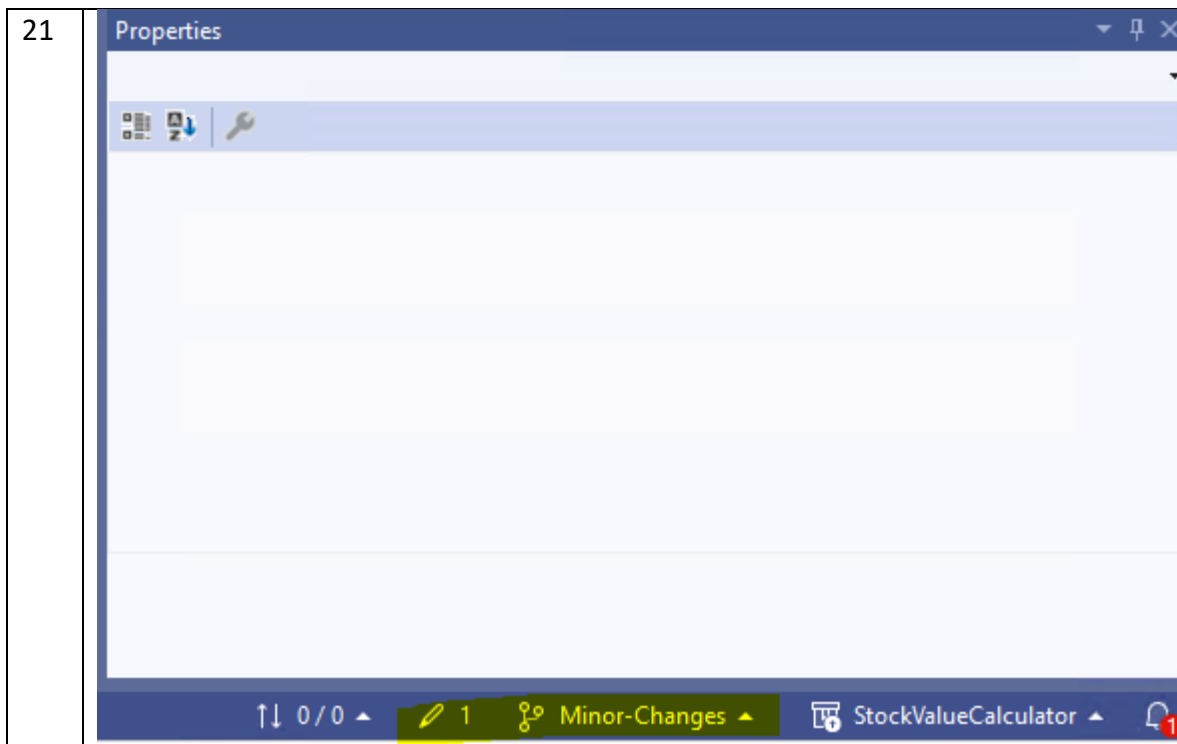 21
Properties
0 / 0 1 Minor-Changes StockValueCalculator 1